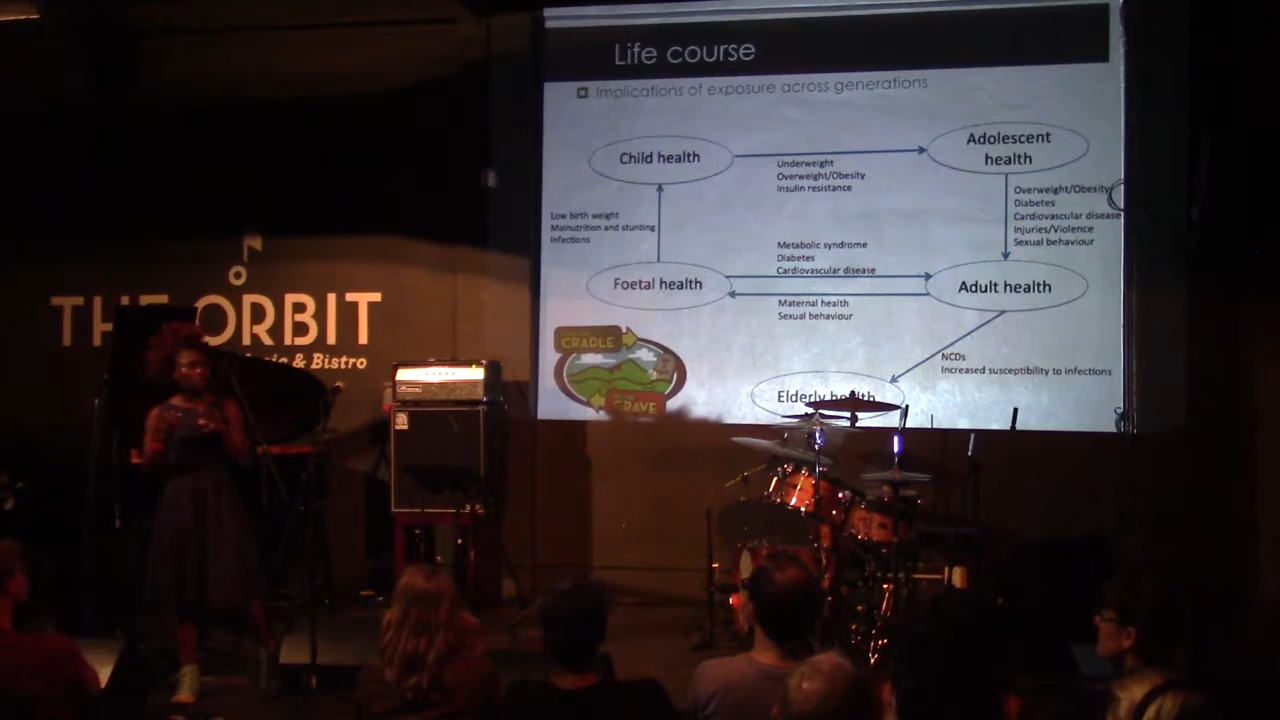 Life course
Implications of exposure across generations
Child health
Adolescent
health
Underweight
Overweight/Obesity
Insulin resistance
Overweight/Obesity
Diabetes
Cardiovascular disease
Injuries/Violence
Sexual behaviour
Low birth weight
Malnutrition and stunting
Infections
Metabolic syndrome
Diabetes
Cardiovascular disease
Foetal health
Adult health
Maternal health
Sexual behaviour
NCDs
Increased susceptibility to infections
Elderly health
CRADLE
GRAVE
THE ORBIT
& Bistro